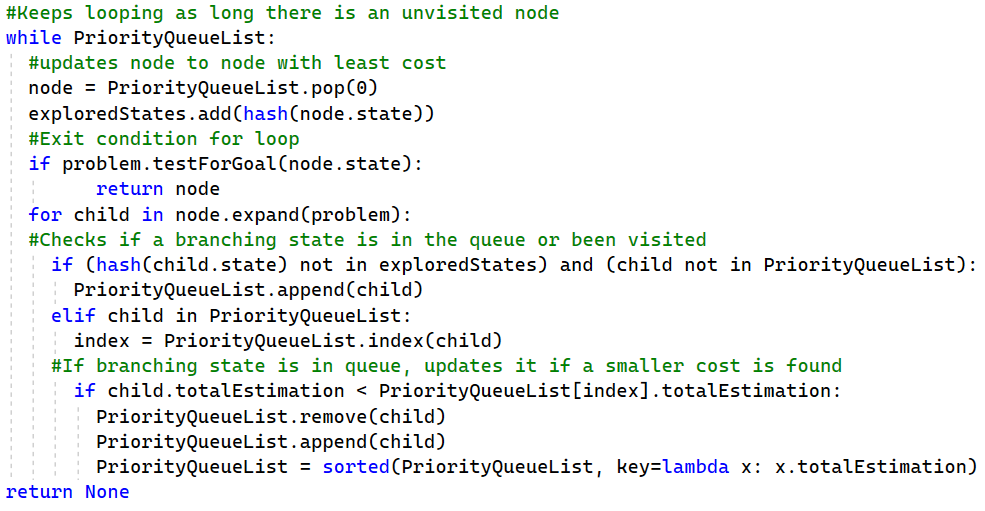 #Keeps looping as long there is an unvisited node
while PriorityQueueList:
  #updates node to node with least cost
  node = PriorityQueueList.pop(0)
  exploredStates.add(hash(node.state))
  #Exit condition for loop
  if problem.testForGoal(node.state):
        return node
  for child in node.expand(problem):
  #Checks if a branching state is in the queue or been visited
    if (hash(child.state) not in exploredStates) and (child not in PriorityQueueList):
      PriorityQueueList.append(child)
    elif child in PriorityQueueList:
      index = PriorityQueueList.index(child)
    #If branching state is in queue, updates it if a smaller cost is found
      if child.totalEstimation < PriorityQueueList[index].totalEstimation:
        PriorityQueueList.remove(child)
        PriorityQueueList.append(child)
        PriorityQueueList = sorted(PriorityQueueList, key=lambda x: x.totalEstimation)
return None